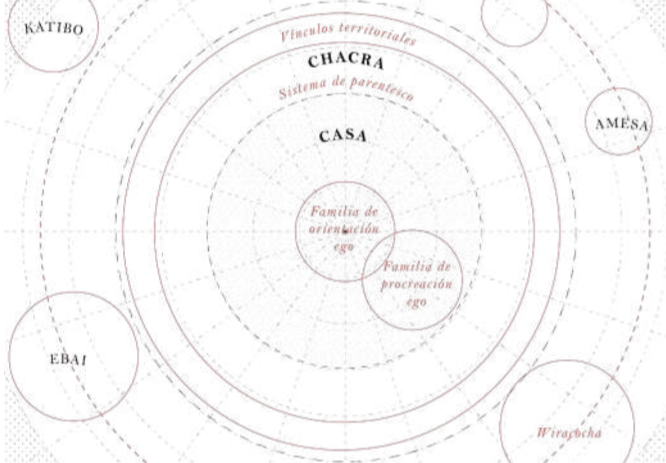 KATIBO
Vínculos territoriales
CHACRA
Sistema de parentesco
AMESA
CASA
Familia de
orientación
ego
Familia de
procreación
ego
EBAI
Wiracocha